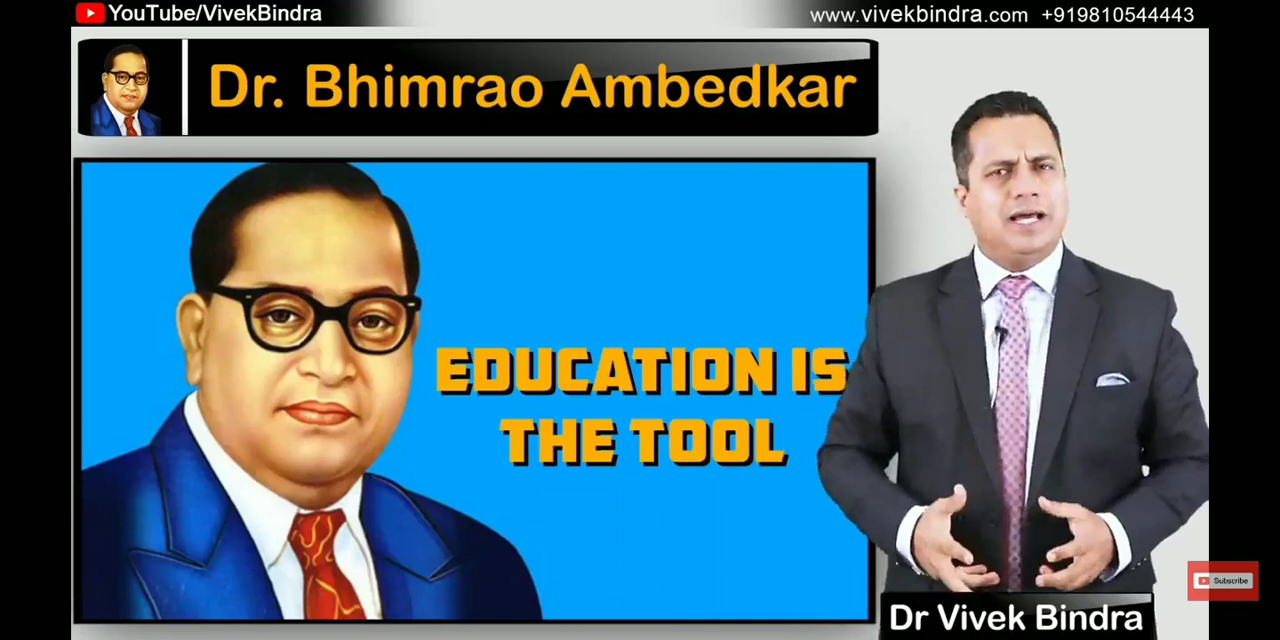 YouTube/VivekBindra
www.vivekbindra.com +919810544443
Dr. Bhimrao Ambedkar
EDUCATION IS
THE TOOL
Subscribe
Dr Vivek Bindra